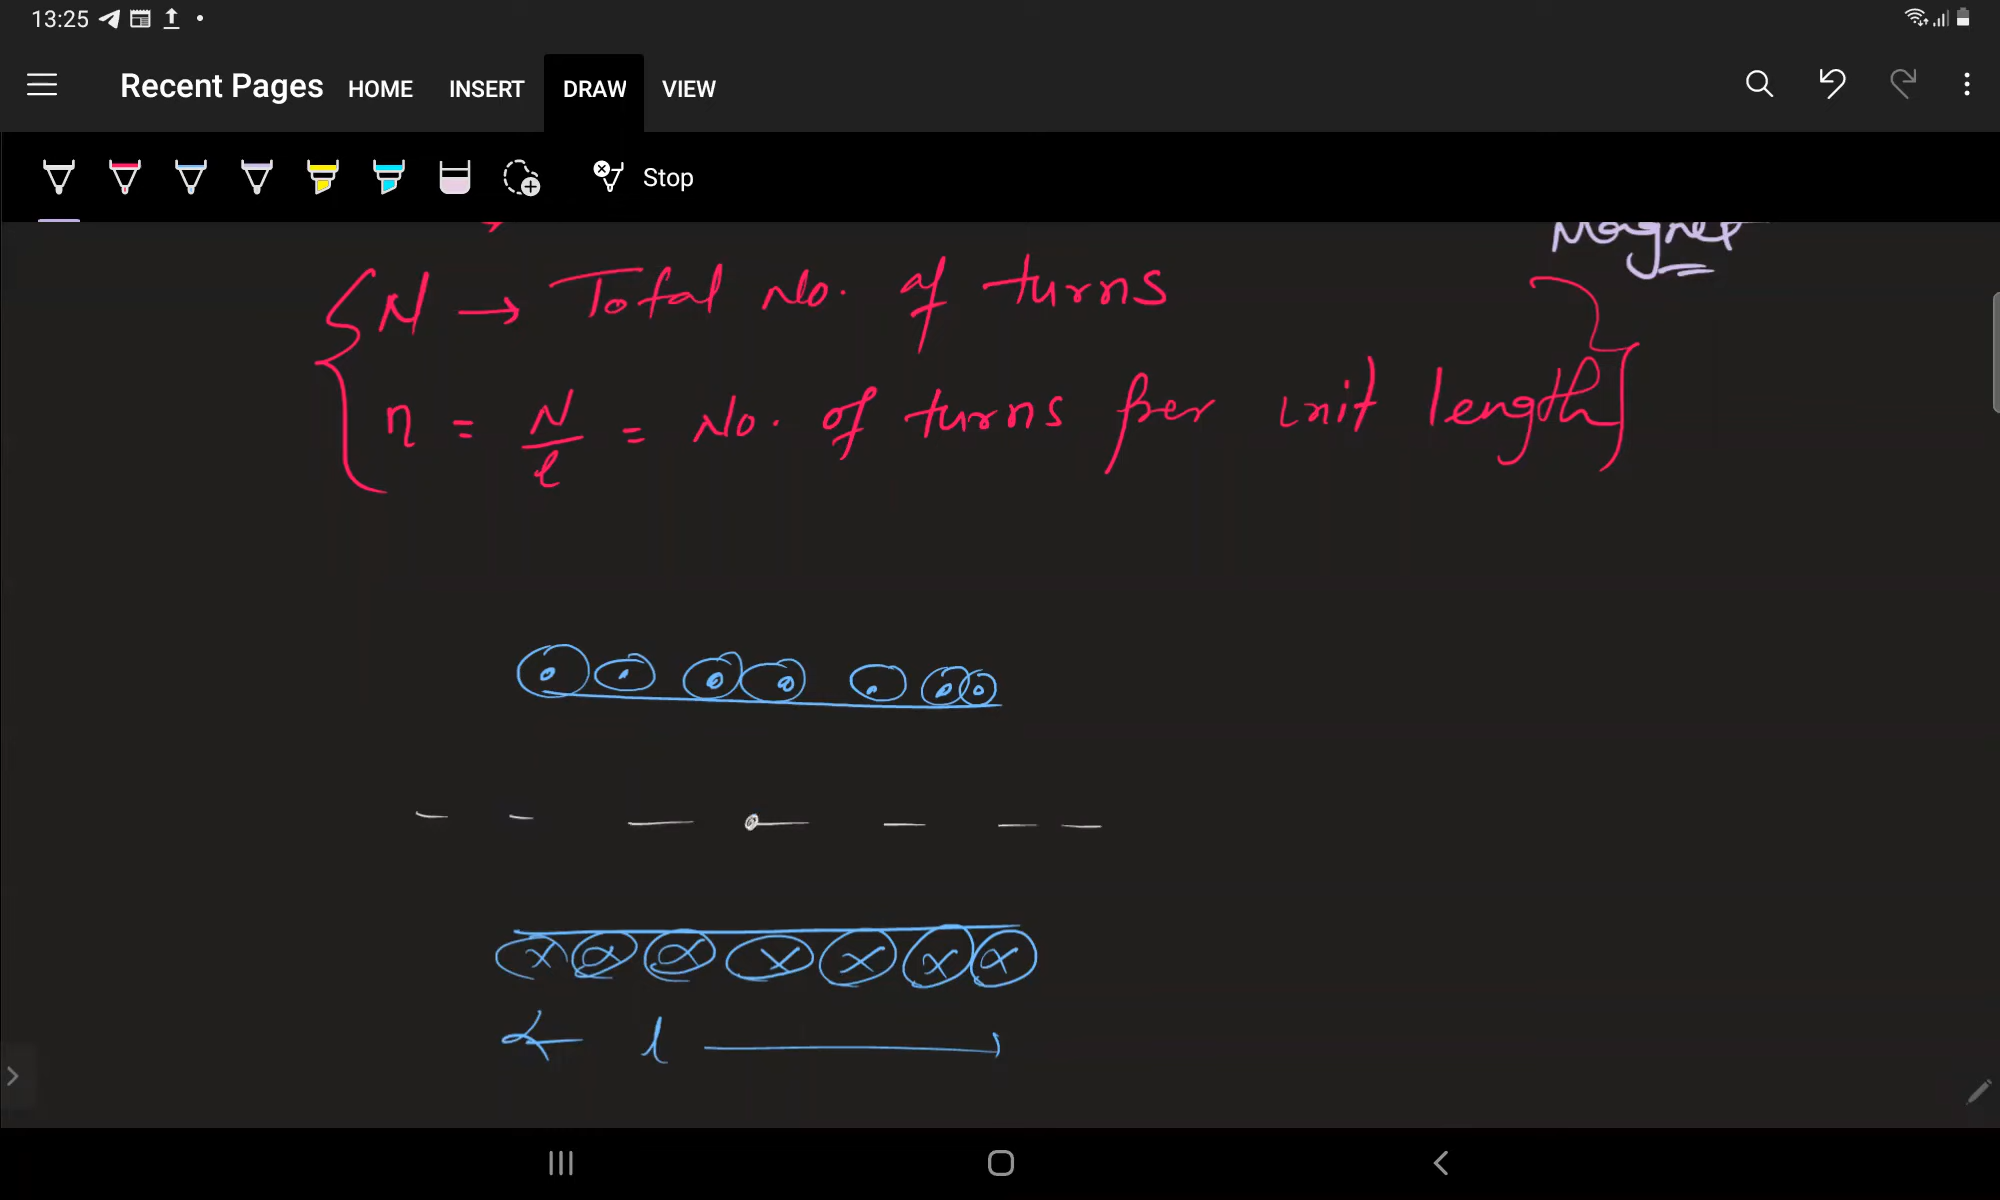 13:25
Recent Pages HOME INSERT DRAW VIEW
Stop
Magnet
N → Total No. of turns
n = N/l = No. of turns per unit length
l